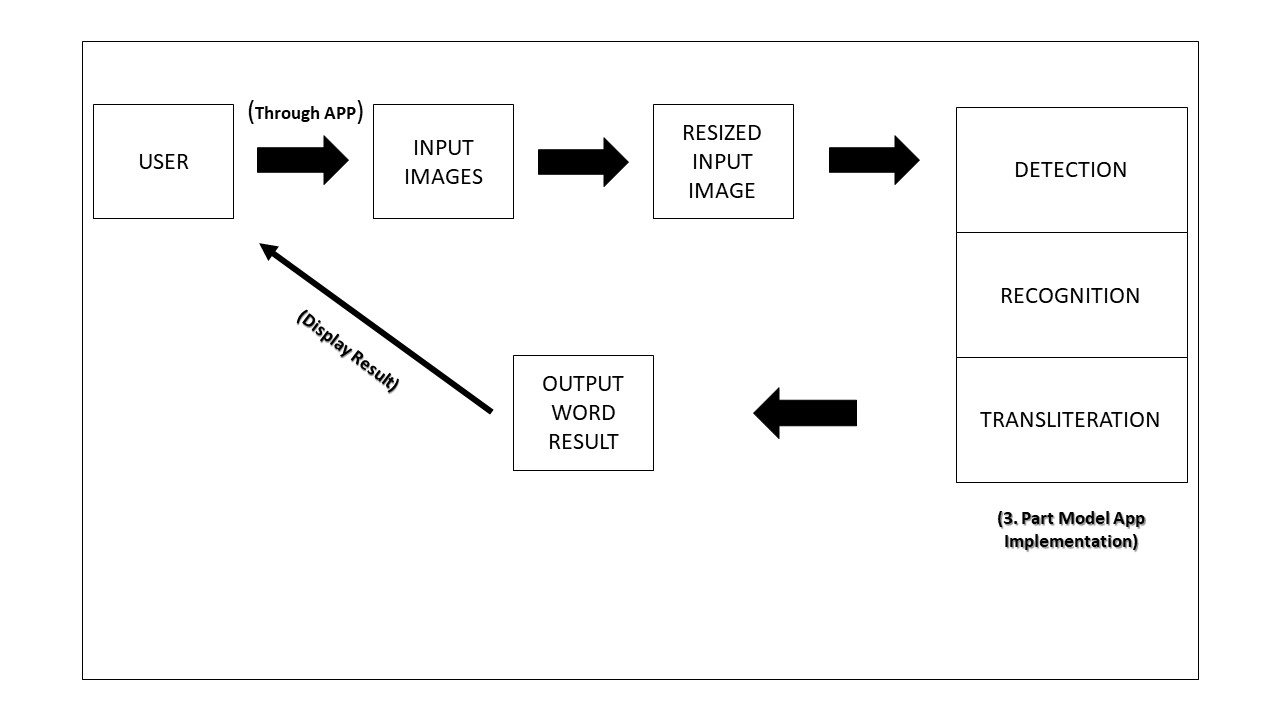 USER
(Through APP)
INPUT
IMAGES
RESIZED
INPUT
IMAGE
DETECTION
RECOGNITION
TRANSLITERATION
(3. Part Model App
Implementation)
OUTPUT
WORD
RESULT
(Display Result)